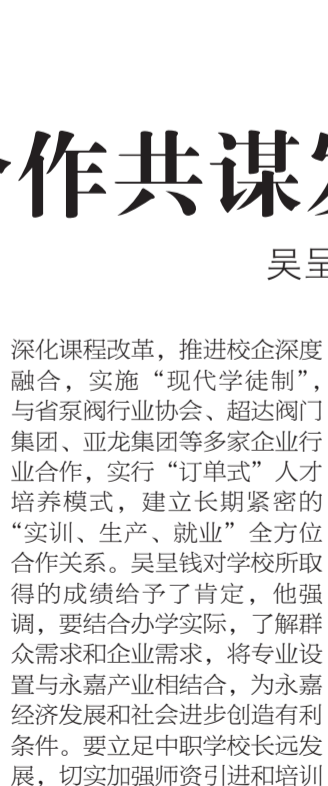 作共谋
吴呈
深化课程改革，推进校企深度
融合，实施“现代学徒制”，
与省泵阀行业协会、超达阀门
集团、亚龙集团等多家企业行
业合作，实行“订单式”人才
培养模式，建立长期紧密的
“实训、生产、就业”全方位
合作关系。吴呈钱对学校所取
得的成绩给予了肯定，他强
调，要结合办学实际，了解群
众需求和企业需求，将专业设
置与永嘉产业相结合，为永嘉
经济发展和社会进步创造有利
条件。要立足中职学校长远发
展，切实加强师资引进和培训